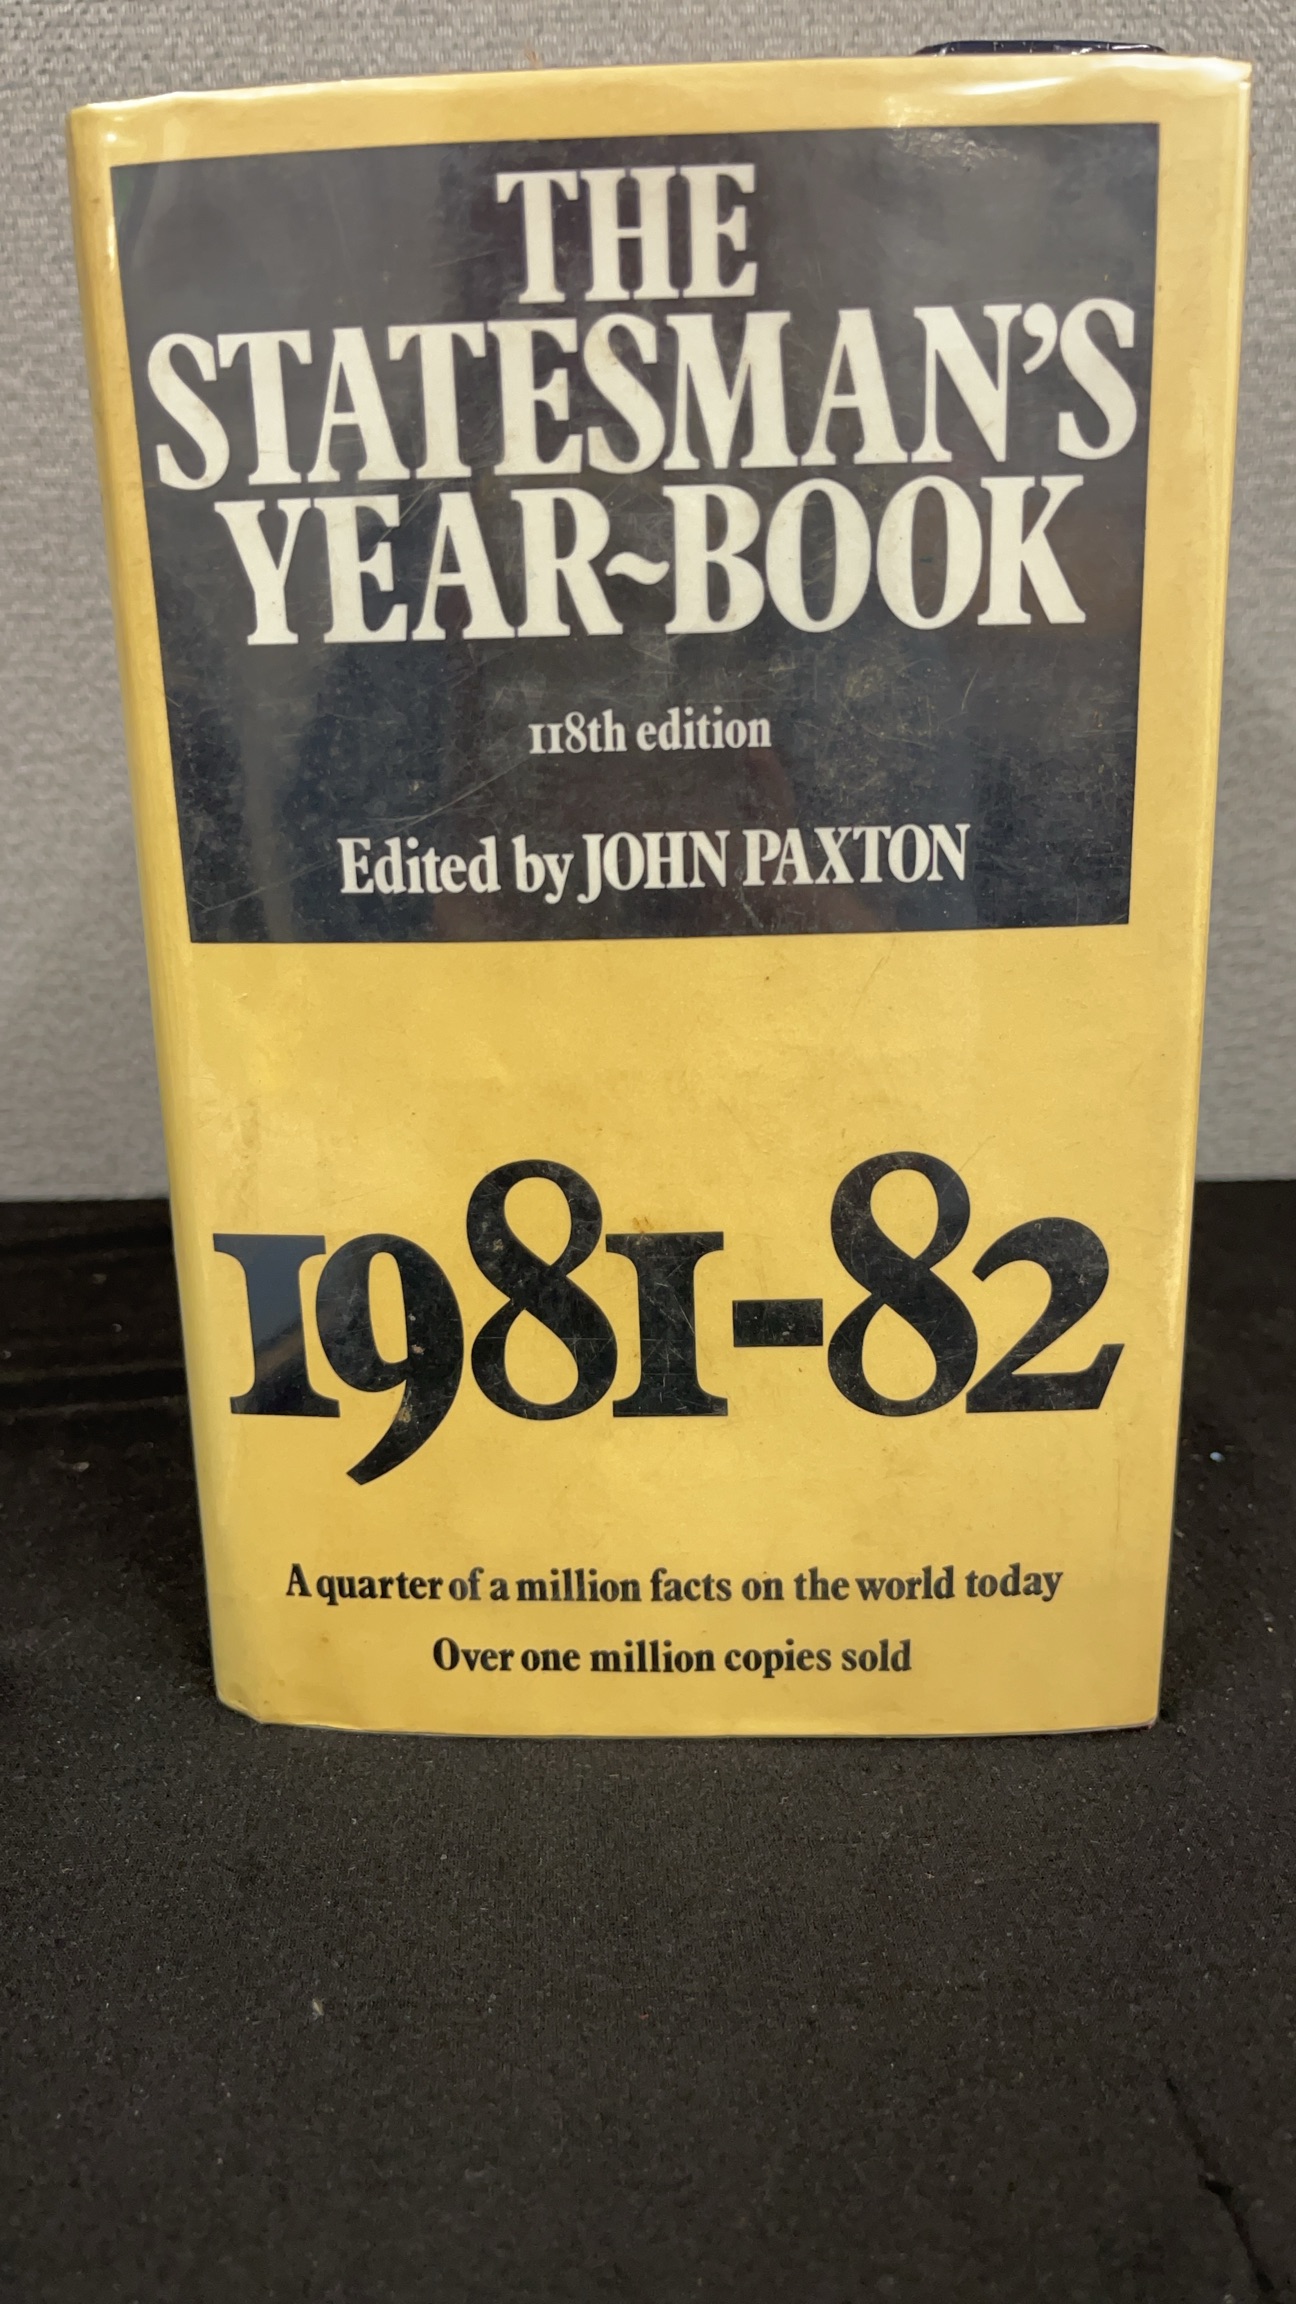 THE
STATESMAN'S
YEAR~BOOK
118th edition
Edited by JOHN PAXTON
1981-82
A quarter of a million facts on the world today
Over one million copies sold